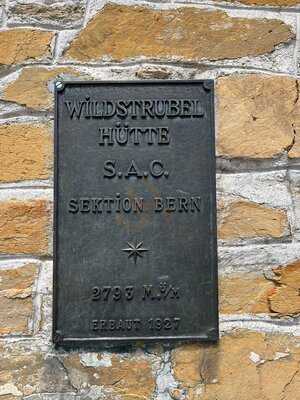 WILDSTRUBEL
HÜTTE
S.A.C.
SEKTION BERN
2793 M.Ü/M
ERBAUT 1927